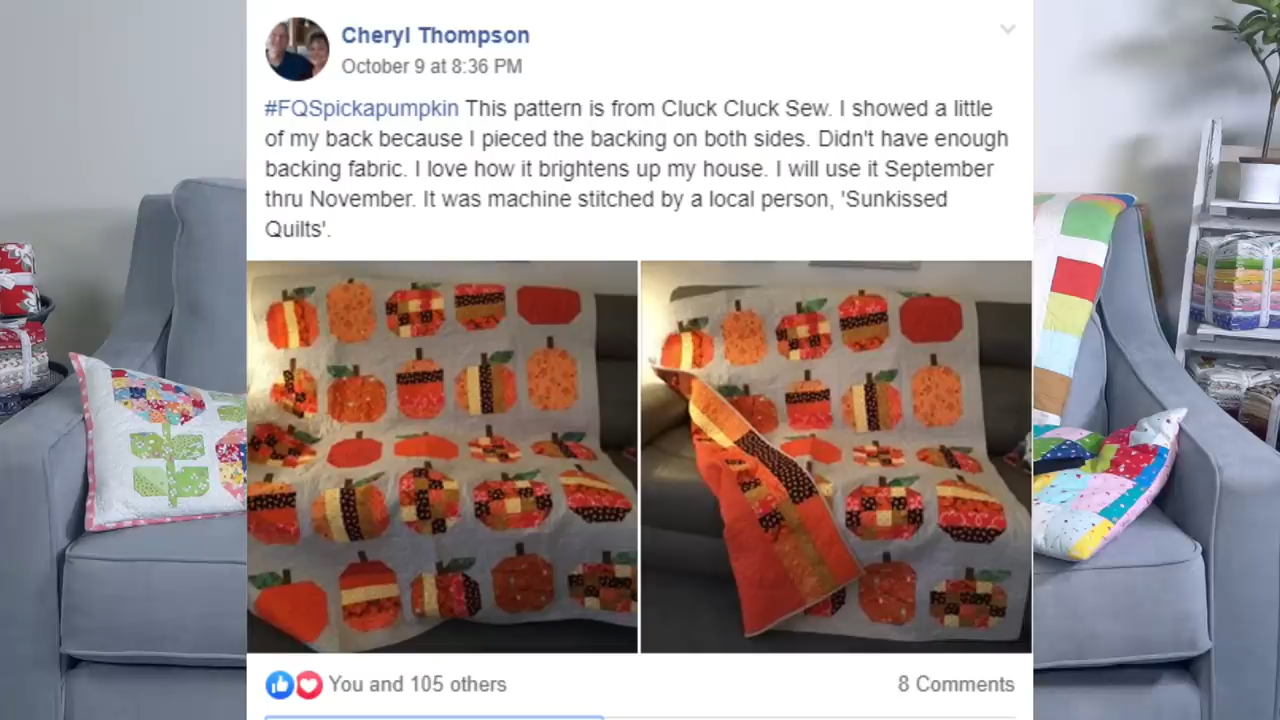 Cheryl Thompson
October 9 at 8:36 PM
#FQSpickapumpkin This pattern is from Cluck Cluck Sew. I showed a little
of my back because I pieced the backing on both sides. Didn't have enough
backing fabric. I love how it brightens up my house. I will use it September
thru November. It was machine stitched by a local person, 'Sunkissed
Quilts'.
You and 105 others
8 Comments